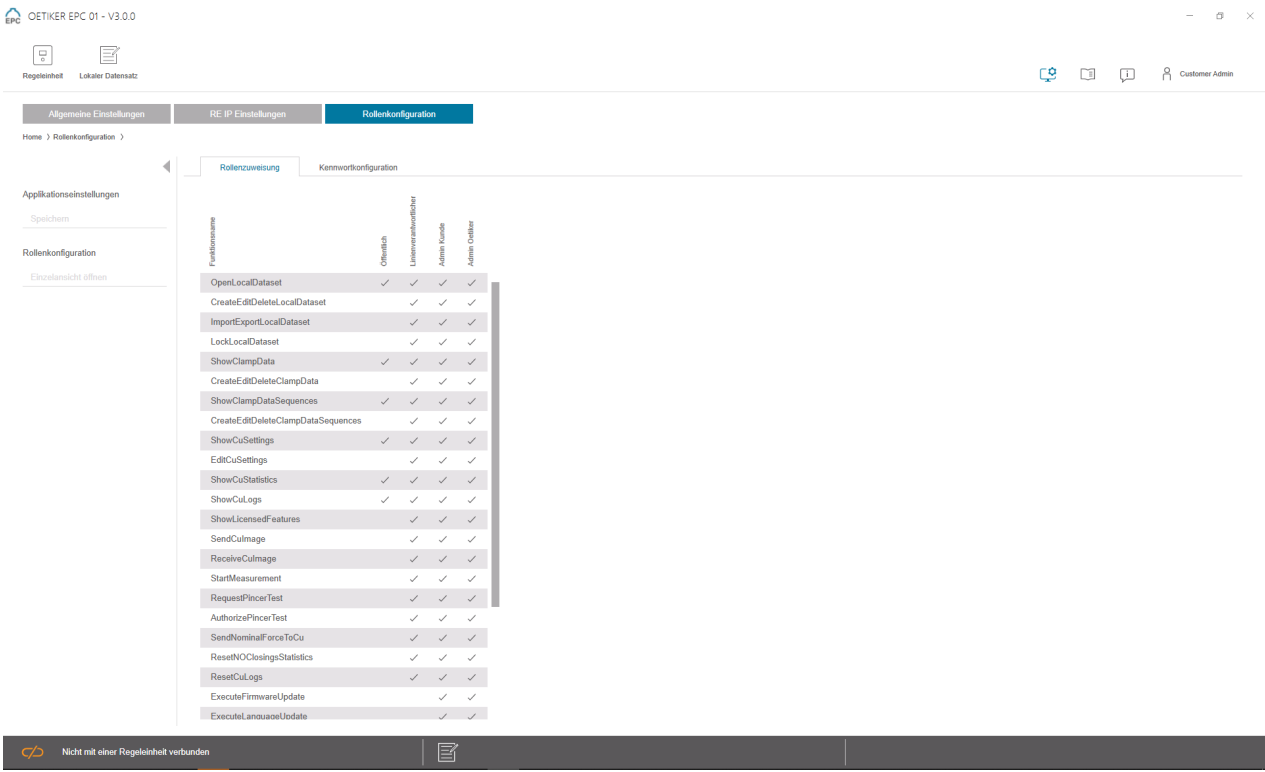 EPC OETIKER EPC 01 - V3.0.0
Regeleinheit Lokaler Datensatz Customer Admin
Allgemeine Einstellungen RE IP Einstellungen Rollenkonfiguration
Home > Rollenkonfiguration >
Rollenzuweisung Kennwortkonfiguration
Applikationseinstellungen
Speichern
Rollenkonfiguration
Einzelansicht öffnen
Funktionsname Öffentlich Linienverantwortlicher Admin Kunde Admin Oetiker
OpenLocalDataset
CreateEditDeleteLocalDataset
ImportExportLocalDataset
LockLocalDataset
ShowClampData
CreateEditDeleteClampData
ShowClampDataSequences
CreateEditDeleteClampDataSequences
ShowCuSettings
EditCuSettings
ShowCuStatistics
ShowCuLogs
ShowLicensedFeatures
SendCuImage
ReceiveCuImage
StartMeasurement
RequestPincerTest
AuthorizePincerTest
SendNominalForceToCu
ResetNOClosingsStatistics
ResetCuLogs
ExecuteFirmwareUpdate
ExecuteLanguageUpdate
Nicht mit einer Regeleinheit verbunden